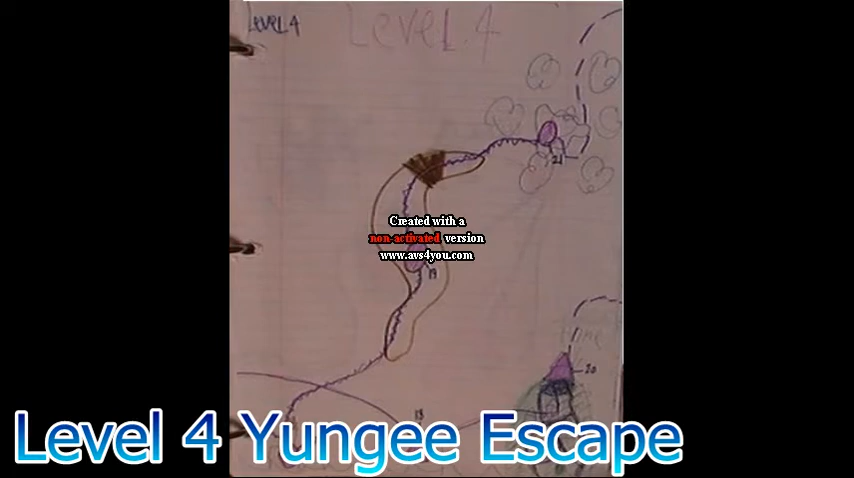 Level 4
Level 4
21
Created with a
non-activated version
www.avs4you.com
19
20
18
Level 4 Yungee Escape